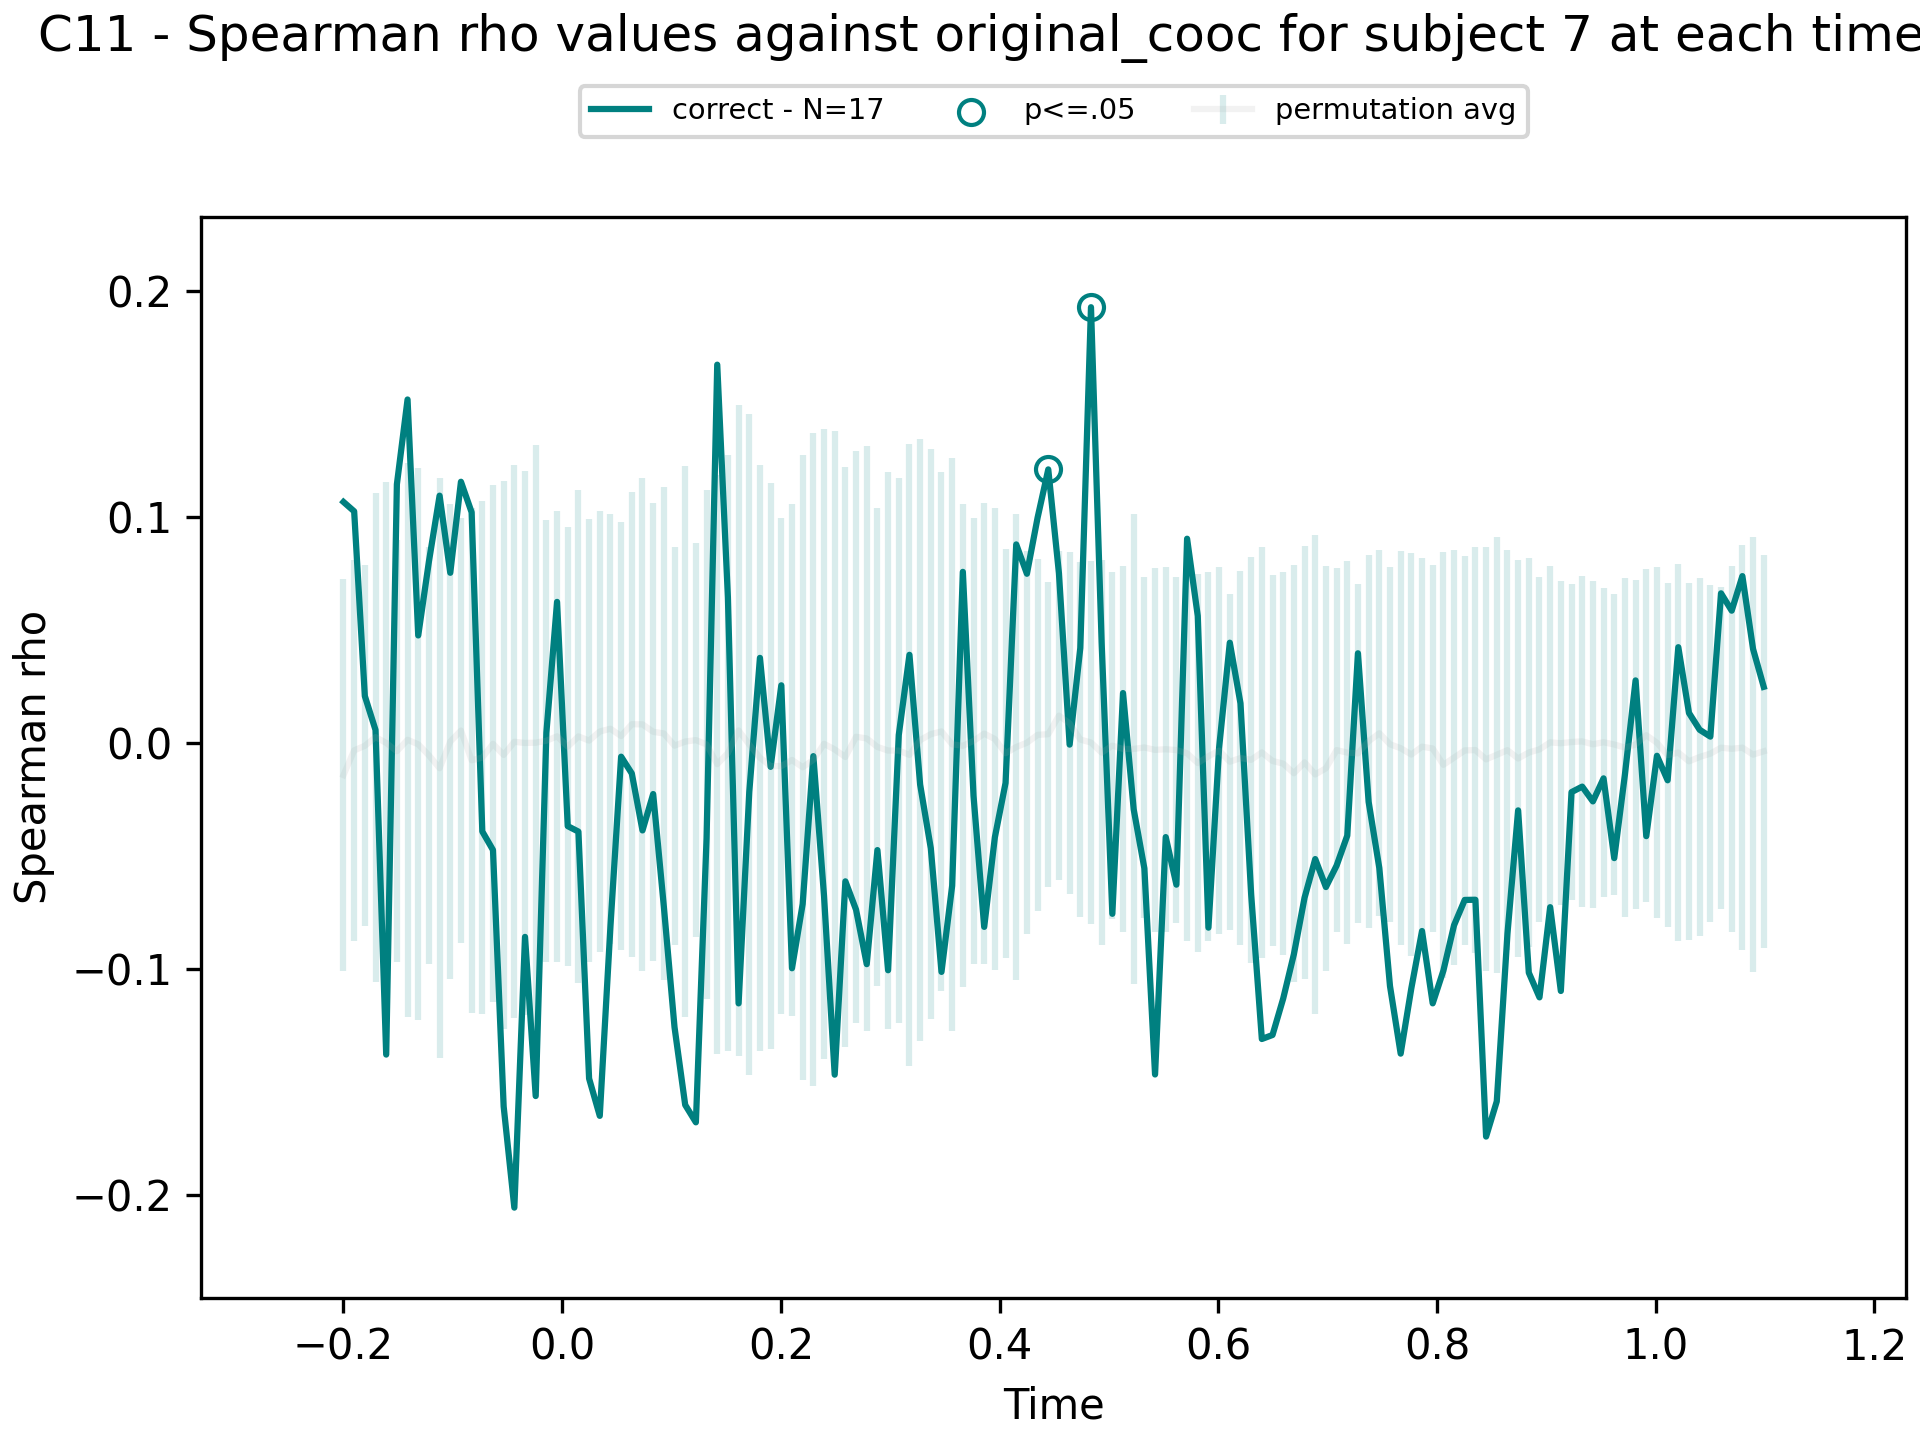 C11 - Spearman rho values against original_cooc for subject 7 at each time
correct - N=17 p<=.05 permutation avg
Spearman rho
0.2
0.1
0.0
−0.1
−0.2
−0.2 0.0 0.2 0.4 0.6 0.8 1.0 1.2
Time